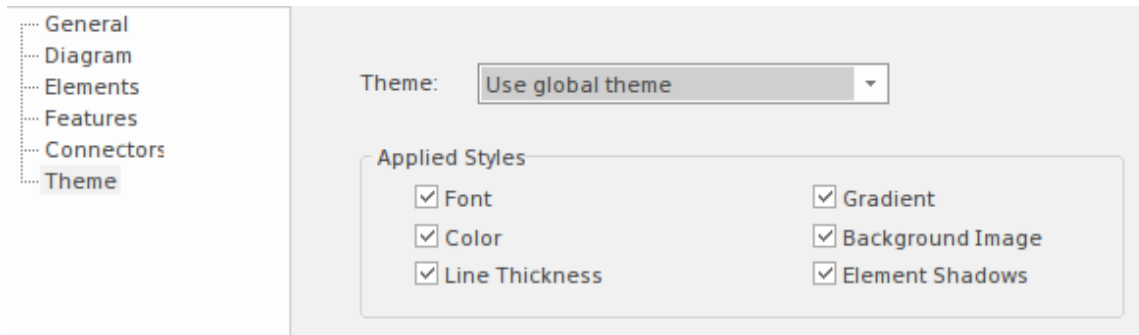 General
Diagram
Elements
Features
Connectors
Theme
Theme: Use global theme
Applied Styles
Font
Gradient
Color
Background Image
Line Thickness
Element Shadows